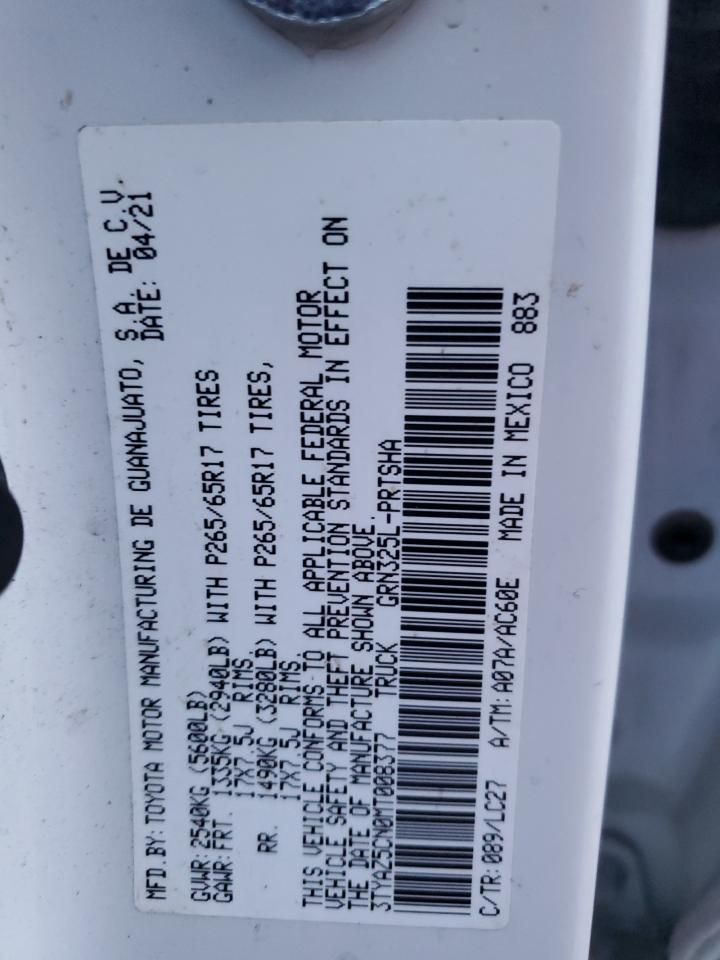 MFD.BY: TOYOTA MOTOR MANUFACTURING DE GUANAJUATO, S.A. DE C.V.
DATE: 04/21
GVWR: 2540KG (5600LB)
GAWR: FRT. 1335KG (2940LB) WITH P265/65R17 TIRES
17X7.5J RIMS
RR. 1490KG (3280LB) WITH P265/65R17 TIRES,
17X7.5J RIMS
THIS VEHICLE CONFORMS TO ALL APPLICABLE FEDERAL MOTOR
VEHICLE SAFETY AND THEFT PREVENTION STANDARDS IN EFFECT ON
THE DATE OF MANUFACTURE SHOWN ABOVE.
3TYAZ5CN0MT008377 TRUCK GRN325L-PRTSHA
C/TR: 089/LC27 A/TM: A07A/AC60E MADE IN MEXICO 883